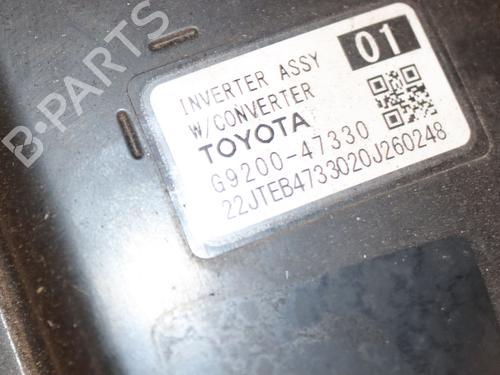 B-PARTS
01
INVERTER ASSY
W/CONVERTER
TOYOTA
G9200-47330
22JTEB4733020J260248